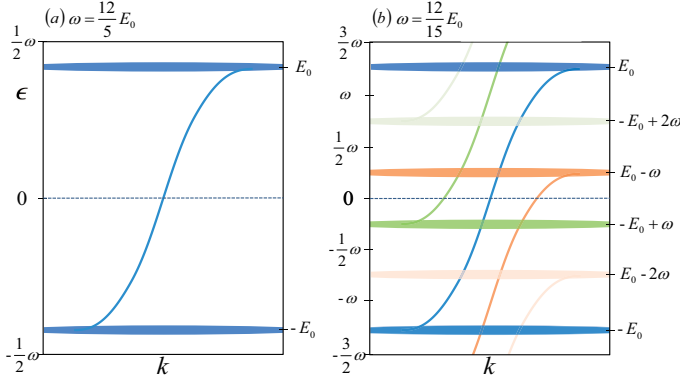 (a) ω = 12/5 E₀
1/2 ω
E₀
ϵ
0
- E₀
-1/2 ω
k
(b) ω = 12/15 E₀
3/2 ω
E₀
ω
- E₀ + 2ω
1/2 ω
E₀ - ω
0
- E₀ + ω
-1/2 ω
E₀ - 2ω
-ω
- E₀
-3/2 ω
k